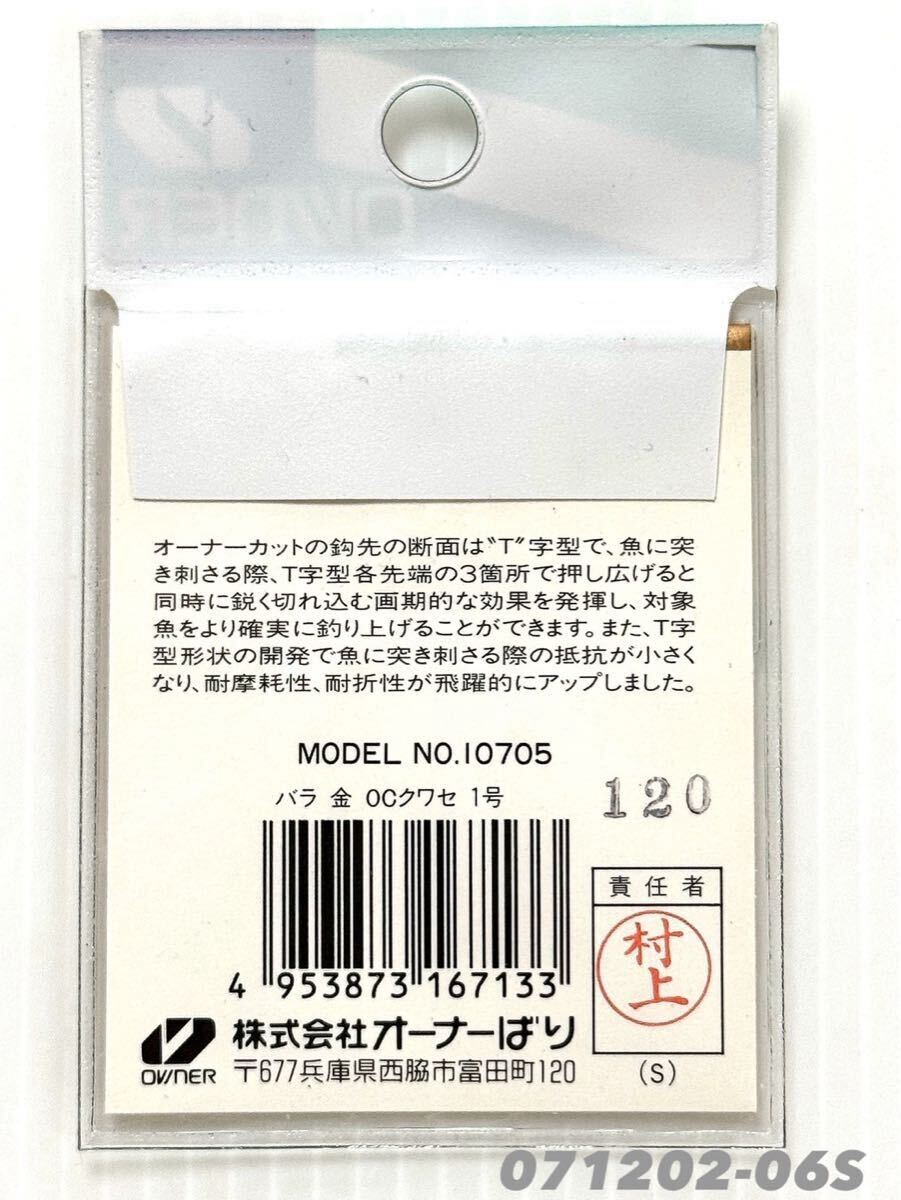 OWNER
オーナーカットの鈎先の断面は〝T〞字型で、魚に突
き刺さる際、T字型各先端の3箇所で押し広げると
同時に鋭く切れ込む画期的な効果を発揮し、対象
魚をより確実に釣り上げることができます。また、T字
型形状の開発で魚に突き刺さる際の抵抗が小さく
なり、耐摩耗性、耐折性が飛躍的にアップしました。
MODEL NO.10705
バラ 金 OCクワセ 1号
120
4 953873 167133
責任者
村上
(S)
OWNER
株式会社オーナーばり
〒677兵庫県西脇市富田町120
071202-06S